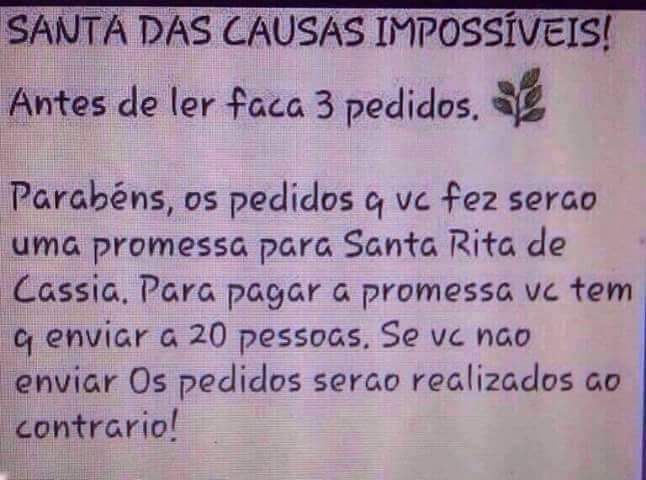 SANTA DAS CAUSAS IMPOSSÍVEIS!
Antes de ler faca 3 pedidos.
Parabéns, os pedidos q vc fez serao
uma promessa para Santa Rita de
Cassia. Para pagar a promessa vc tem
q enviar a 20 pessoas. Se vc nao
enviar Os pedidos serao realizados ao
contrario!